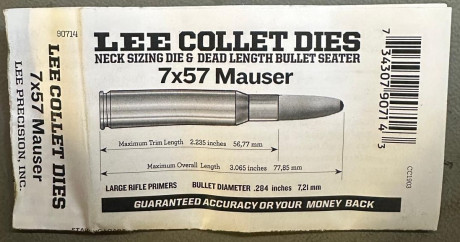 90714
LEE COLLET DIES
7x57 Mauser
LEE PRECISION, INC.
LEE COLLET DIES
NECK SIZING DIE & DEAD LENGTH BULLET SEATER
7x57 Mauser
Maximum Trim Length 2.235 inches 56,77 mm
Maximum Overall Length 3.065 inches 77,85 mm
LARGE RIFLE PRIMERS BULLET DIAMETER .284 inches 7,21 mm
GUARANTEED ACCURACY OR YOUR MONEY BACK
7 34307 90714 3
CC1903